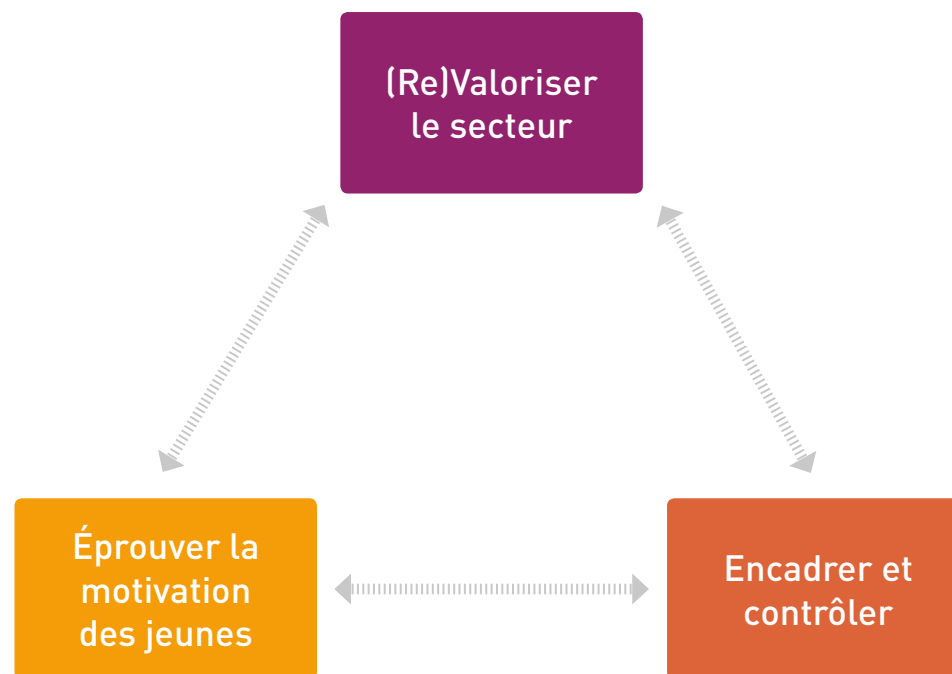 (Re)Valoriser
le secteur
Éprouver la
motivation
des jeunes
Encadrer et
contrôler